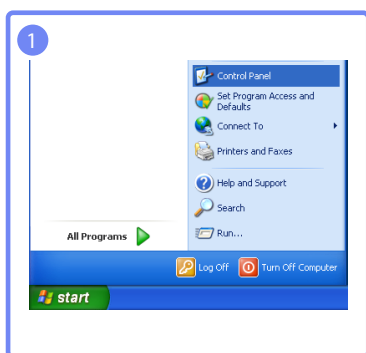 1
Control Panel
Set Program Access and
Defaults
Connect To
Printers and Faxes
Help and Support
Search
Run...
All Programs
Log Off
Turn Off Computer
start